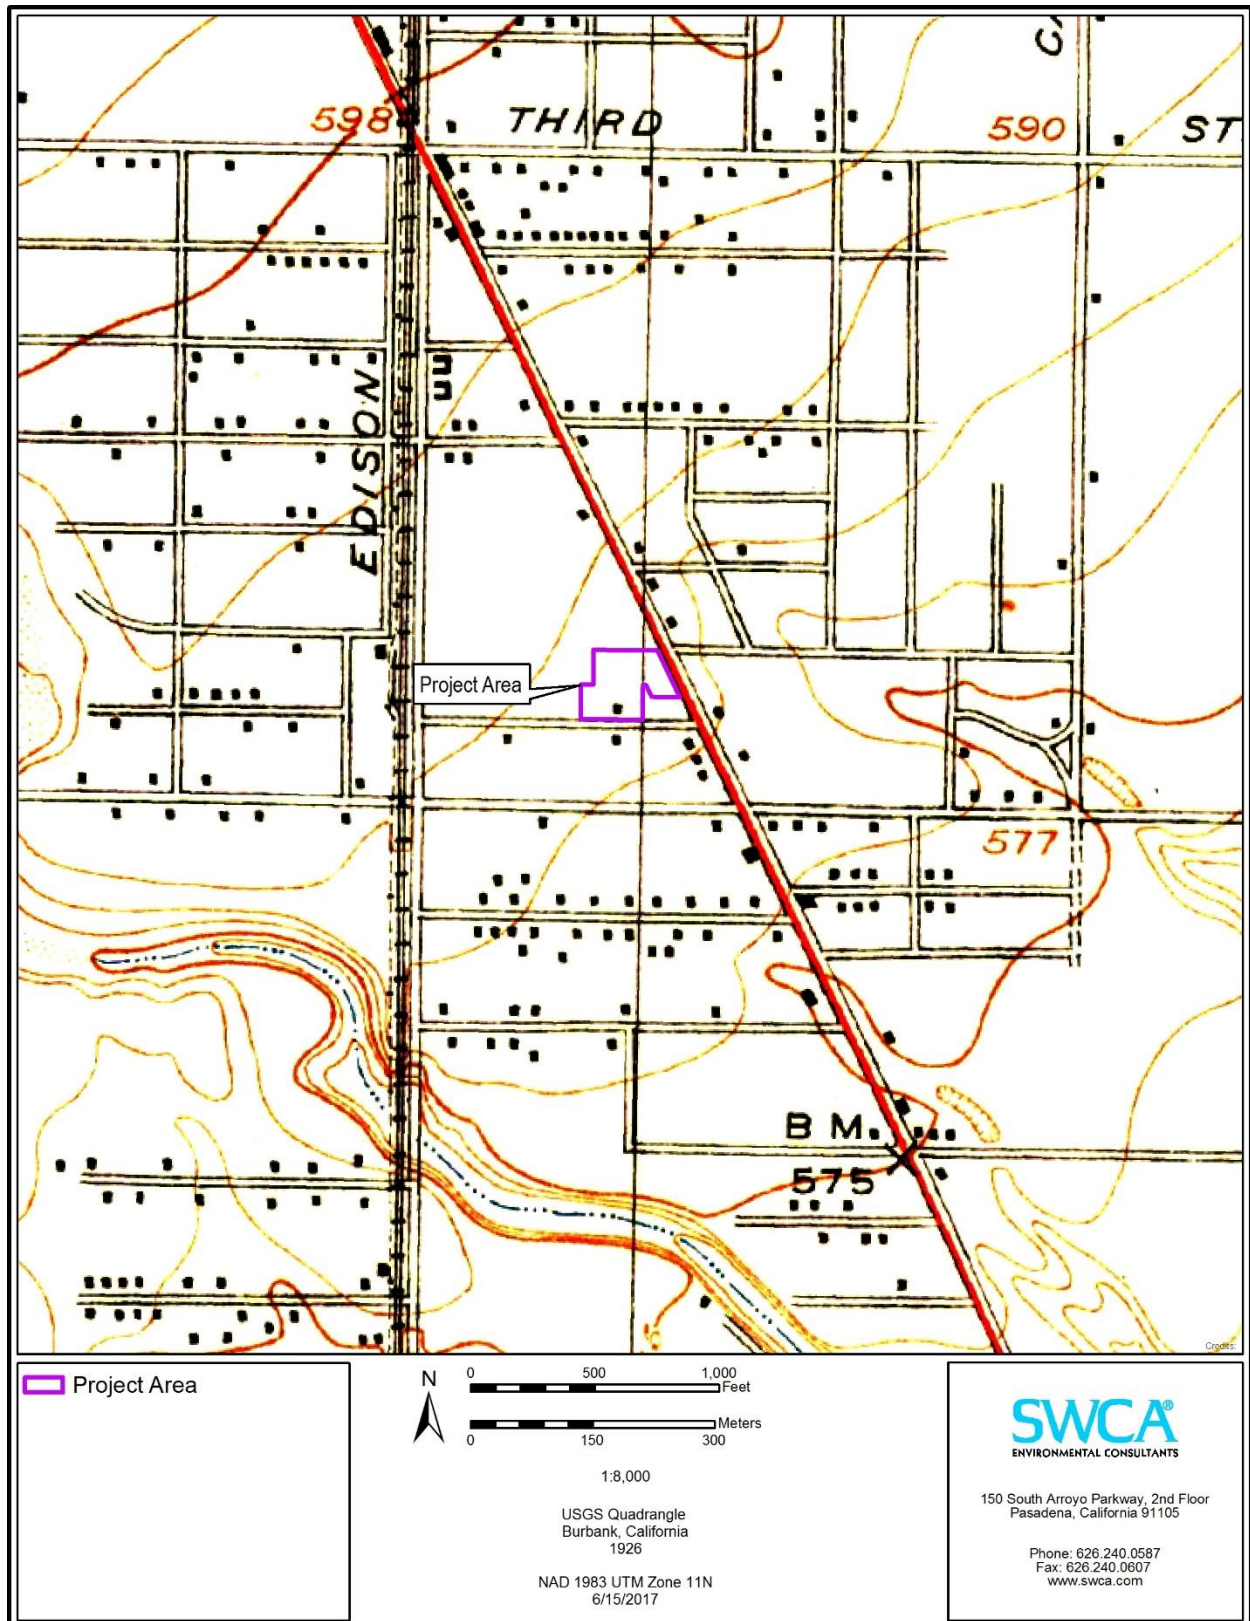 CA
598
THIRD
590
ST
EDISON
Project Area
577
B M
575
Credits:
Project Area
N
0 500 1,000
Feet
Meters
0 150 300
1:8,000
USGS Quadrangle
Burbank, California
1926
NAD 1983 UTM Zone 11N
6/15/2017
SWCA®
ENVIRONMENTAL CONSULTANTS
150 South Arroyo Parkway, 2nd Floor
Pasadena, California 91105
Phone: 626.240.0587
Fax: 626.240.0607
www.swca.com